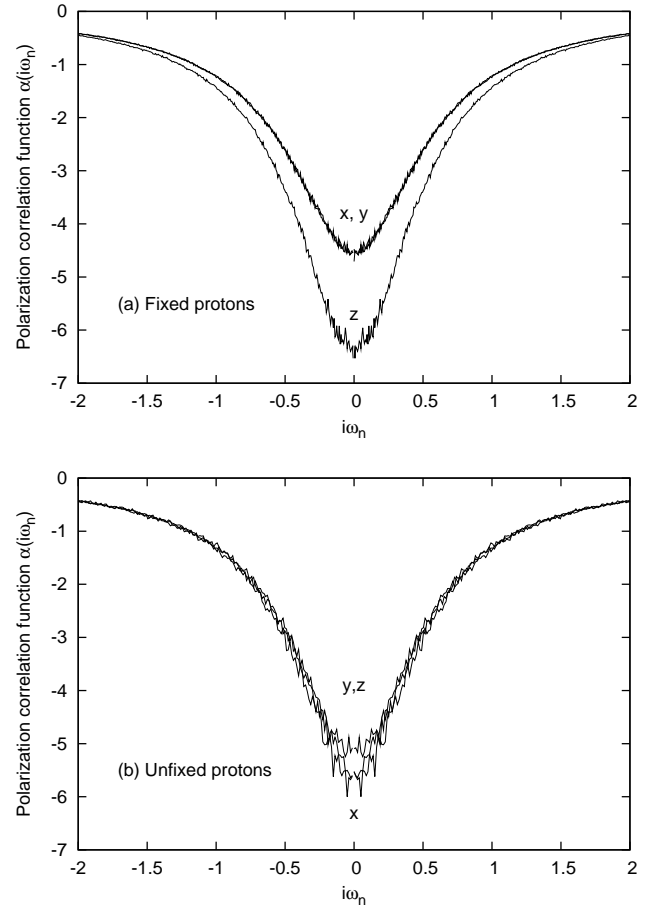 Polarization correlation function α(iωn)
0
-1
-2
-3
-4
-5
-6
-7
x, y
z
(a) Fixed protons
-2 -1.5 -1 -0.5 0 0.5 1 1.5 2
iωn
Polarization correlation function α(iωn)
0
-1
-2
-3
-4
-5
-6
-7
y,z
(b) Unfixed protons
x
-2 -1.5 -1 -0.5 0 0.5 1 1.5 2
iωn